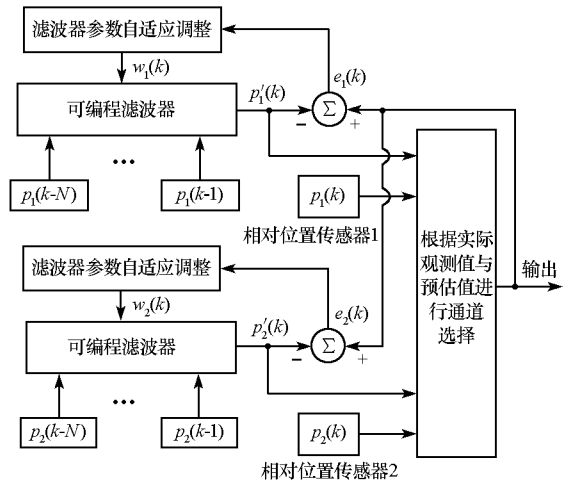 滤波器参数自适应调整
w₁(k)
e₁(k)
可编程滤波器
p₁′(k)
Σ
−
+
...
p₁(k-N)
p₁(k-1)
p₁(k)
相对位置传感器1
根据实际
观测值与
预估值进
行通道
选择
输出
滤波器参数自适应调整
w₂(k)
e₂(k)
可编程滤波器
p₂′(k)
Σ
−
+
...
p₂(k-N)
p₂(k-1)
p₂(k)
相对位置传感器2